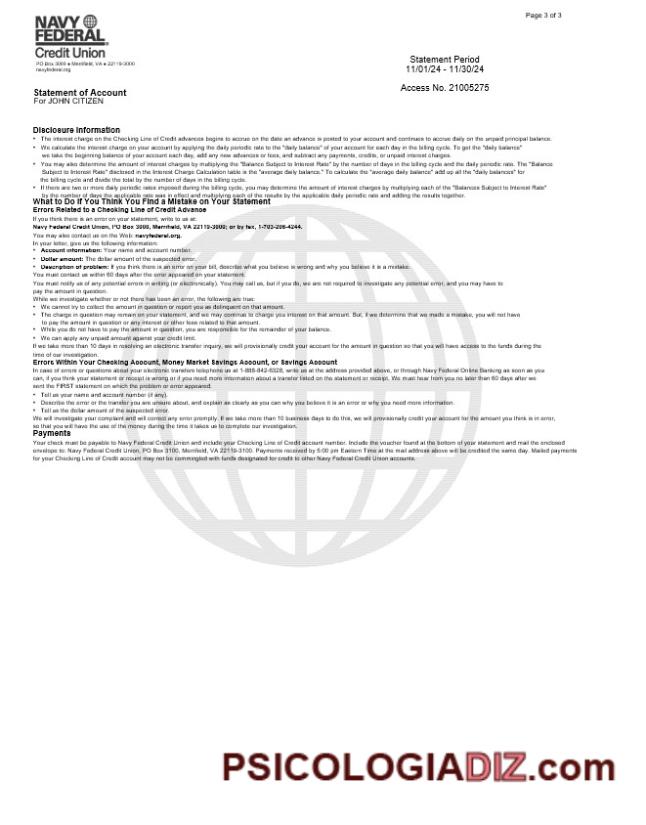 Page 3 of 3
NAVY
FEDERAL
Credit Union
PO Box 3000 • Merrifield, VA • 22119-3000
navyfederal.org
Statement Period
11/01/24 - 11/30/24
Access No. 21005275
Statement of Account
For JOHN CITIZEN
Disclosure Information
• The interest charge on the Checking Line of Credit advances begins to accrue on the date an advance is posted to your account and continues to accrue daily on the unpaid principal balance.
• We calculate the interest charge on your account by applying the daily periodic rate to the "daily balance" of your account for each day in the billing cycle. To get the "daily balance"
we take the beginning balance of your account each day, add any new advances or fees, and subtract any payments, credits, or unpaid interest charges.
• You may also determine the amount of interest charges by multiplying the "Balance Subject to Interest Rate" by the number of days in the billing cycle and the daily periodic rate. The "Balance
Subject to Interest Rate" disclosed in the Interest Charge Calculation table is the "average daily balance." To calculate the "average daily balance" add up all the "daily balances" for
the billing cycle and divide the total by the number of days in the billing cycle.
• If there are two or more daily periodic rates imposed during the billing cycle, you may determine the amount of interest charges by multiplying each of the "Balances Subject to Interest Rate"
by the number of days the applicable rate was in effect and multiplying each of the results by the applicable daily periodic rate and adding the results together.
What to Do if You Think You Find a Mistake on Your Statement
Errors Related to a Checking Line of Credit Advance
If you think there is an error on your statement, write to us at:
Navy Federal Credit Union, PO Box 3000, Merrifield, VA 22119-3000; or by fax, 1-703-206-4244.
You may also contact us on the Web: navyfederal.org.
In your letter, give us the following information:
• Account information: Your name and account number.
• Dollar amount: The dollar amount of the suspected error.
• Description of problem: If you think there is an error on your bill, describe what you believe is wrong and why you believe it is a mistake.
You must contact us within 60 days after the error appeared on your statement.
You must notify us of any potential errors in writing (or electronically). You may call us, but if you do, we are not required to investigate any potential error, and you may have to
pay the amount in question.
While we investigate whether or not there has been an error, the following are true:
• We cannot try to collect the amount in question or report you as delinquent on that amount.
• The charge in question may remain on your statement, and we may continue to charge you interest on that amount. But, if we determine that we made a mistake, you will not have
to pay the amount in question or any interest or other fees related to that amount.
• While you do not have to pay the amount in question, you are responsible for the remainder of your balance.
• We can apply any unpaid amount against your credit limit.
If we take more than 10 days in resolving an electronic transfer inquiry, we will provisionally credit your account for the amount in question so that you will have access to the funds during the
time of our investigation.
Errors Within Your Checking Account, Money Market Savings Account, or Savings Account
In case of errors or questions about your electronic transfers telephone us at 1-888-842-6328, write us at the address provided above, or through Navy Federal Online Banking as soon as you
can, if you think your statement or receipt is wrong or if you need more information about a transfer listed on the statement or receipt. We must hear from you no later than 60 days after we
sent the FIRST statement on which the problem or error appeared.
• Tell us your name and account number (if any).
• Describe the error or the transfer you are unsure about, and explain as clearly as you can why you believe it is an error or why you need more information.
• Tell us the dollar amount of the suspected error.
We will investigate your complaint and will correct any error promptly. If we take more than 10 business days to do this, we will provisionally credit your account for the amount you think is in error,
so that you will have the use of the money during the time it takes us to complete our investigation.
Payments
Your check must be payable to Navy Federal Credit Union and include your Checking Line of Credit account number. Include the voucher found at the bottom of your statement and mail the enclosed
envelope to: Navy Federal Credit Union, PO Box 3100, Merrifield, VA 22119-3100. Payments received by 5:00 pm Eastern Time at the mail address above will be credited the same day. Mailed payments
for your Checking Line of Credit account may not be commingled with funds designated for credit to other Navy Federal Credit Union accounts.
PSICOLOGIADIZ.com